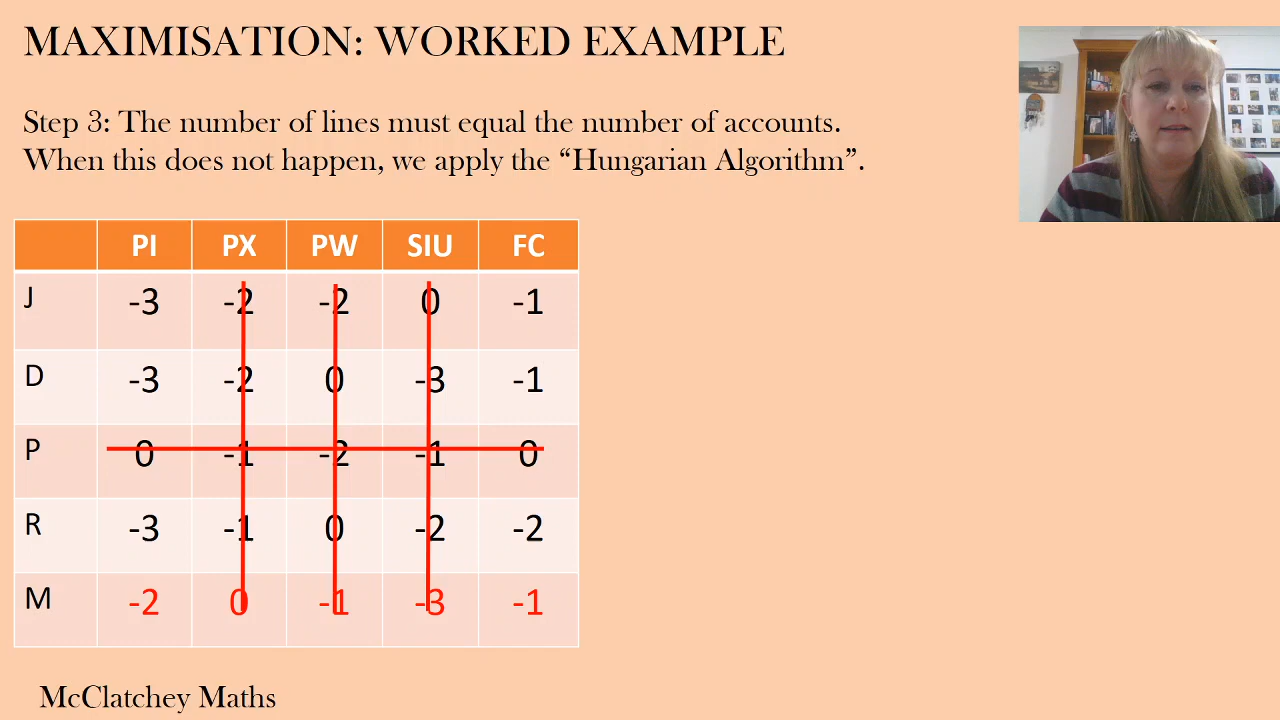 MAXIMISATION: WORKED EXAMPLE
Step 3: The number of lines must equal the number of accounts.
When this does not happen, we apply the “Hungarian Algorithm”.
PI PX PW SIU FC
J -3 -2 -2 0 -1
D -3 -2 0 -3 -1
P 0 -1 -2 -1 0
R -3 -1 0 -2 -2
M -2 0 -1 -3 -1
McClatchey Maths